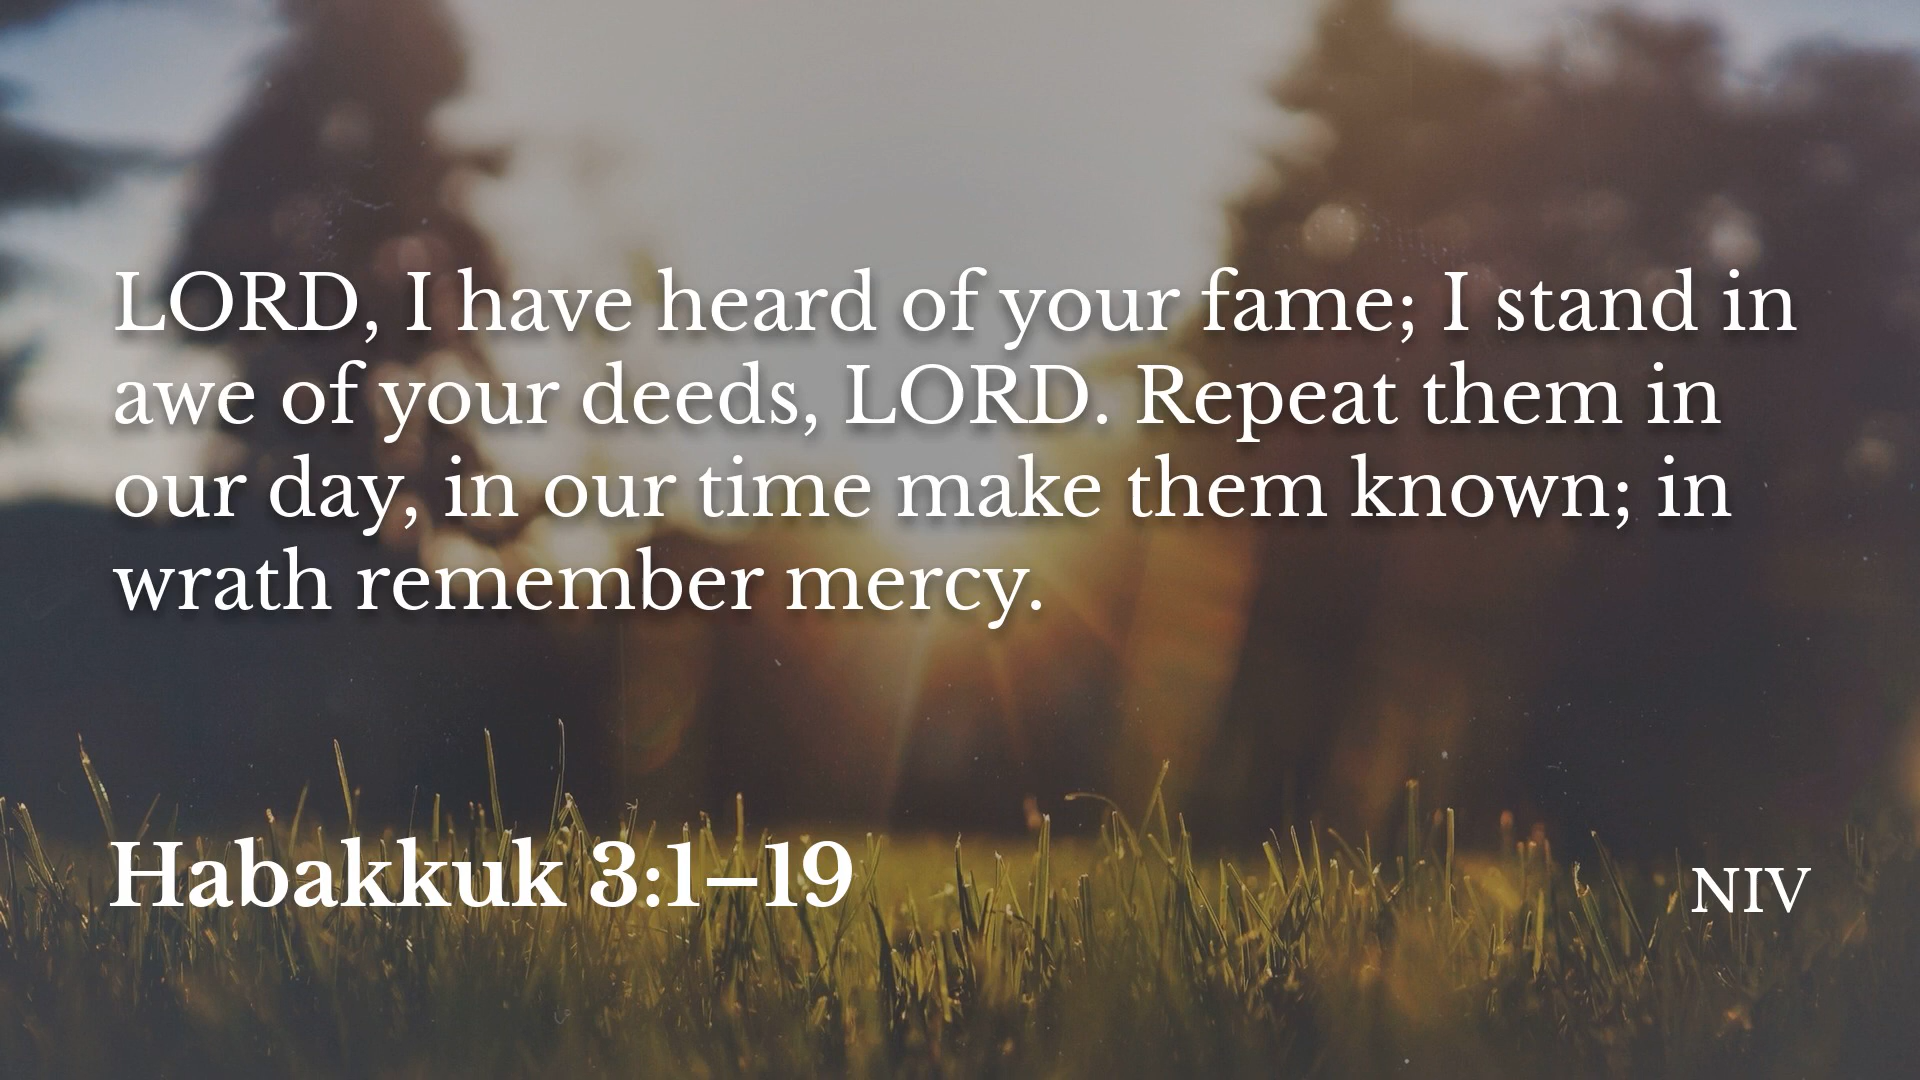 LORD, I have heard of your fame; I stand in
awe of your deeds, LORD. Repeat them in
our day, in our time make them known; in
wrath remember mercy.
Habakkuk 3:1–19
NIV